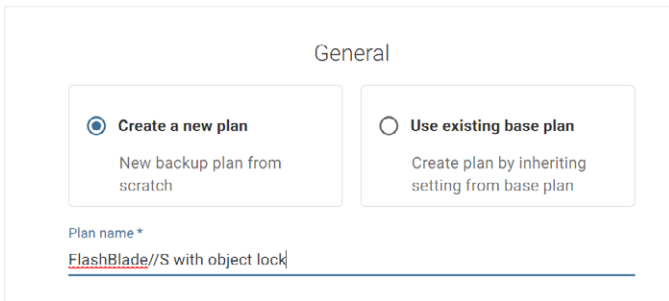 General
Create a new plan
New backup plan from
scratch
Use existing base plan
Create plan by inheriting
setting from base plan
Plan name *
FlashBlade//S with object lock